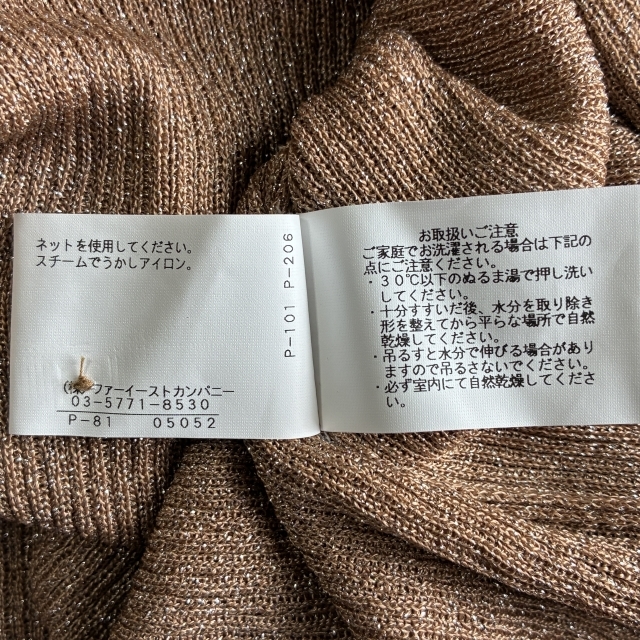 ネットを使用してください。
スチームでうかしアイロン。
P-101 P-206
(株)ファーイーストカンパニー
03-5771-8530
P-81 05052
お取扱いご注意
ご家庭でお洗濯される場合は下記の
点にご注意ください。
・30℃以下のぬるま湯で押し洗い
してください。
・十分すすいだ後、水分を取り除き
形を整えてから平らな場所で自然
乾燥してください。
・吊るすと水分で伸びる場合があり
ますので吊るさないでください。
・必ず室内にて自然乾燥してくださ
い。